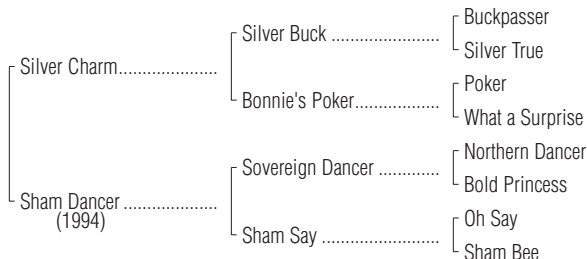 Buckpasser
Silver Buck ........................
Silver True
Silver Charm.....................
Poker
Bonnie's Poker..................
What a Surprise
Northern Dancer
Sovereign Dancer .............
Bold Princess
Sham Dancer ....................
(1994)
Oh Say
Sham Say .........................
Sham Bee